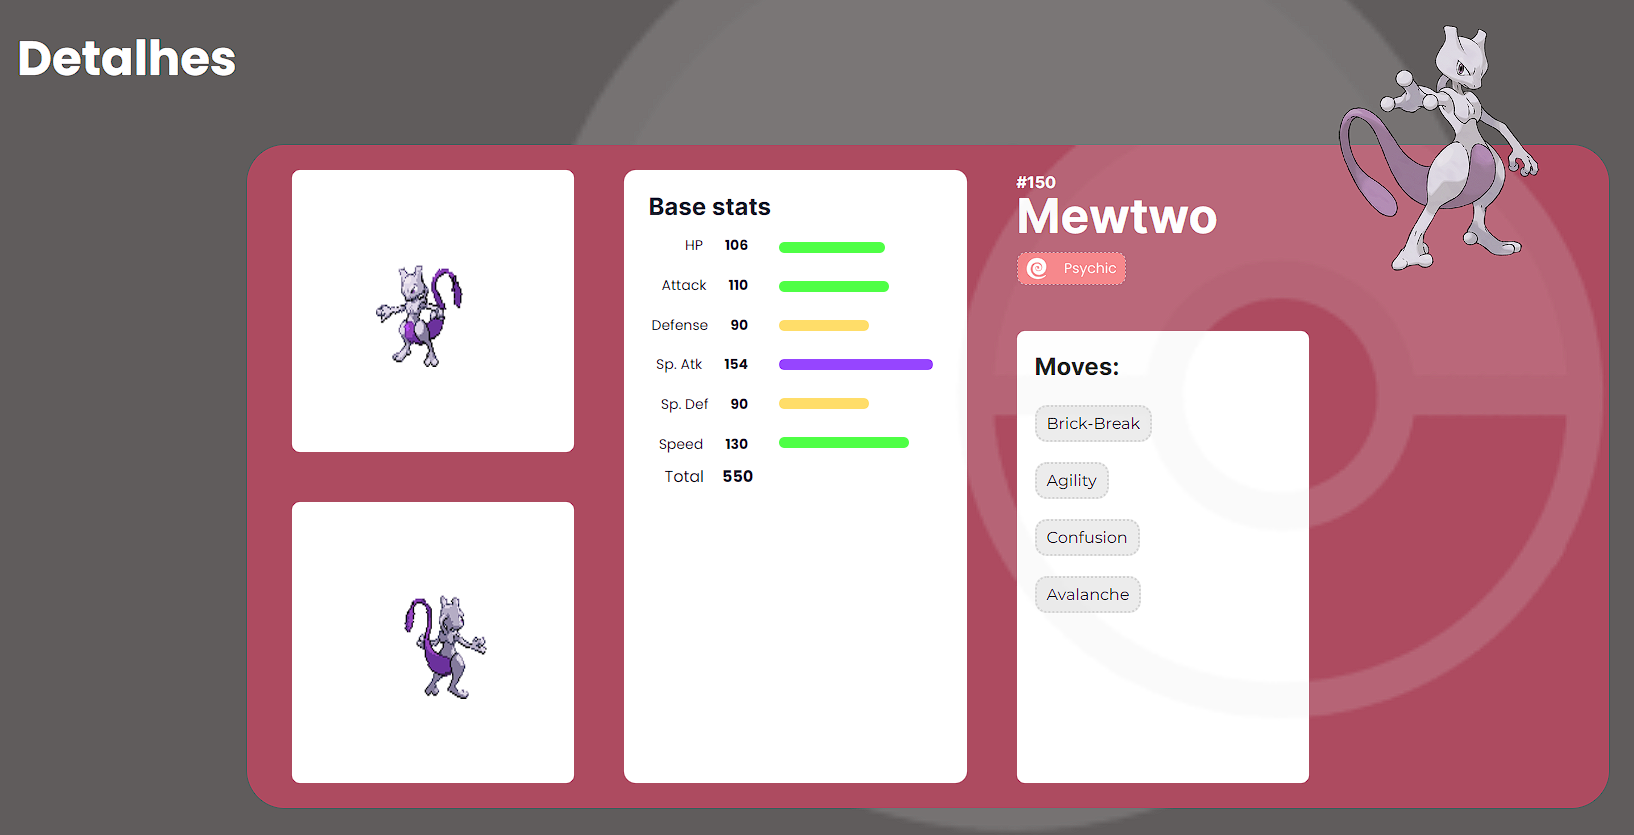 Detalhes
Base stats
HP 106
Attack 110
Defense 90
Sp. Atk 154
Sp. Def 90
Speed 130
Total 550
#150
Mewtwo
Psychic
Moves:
Brick-Break
Agility
Confusion
Avalanche